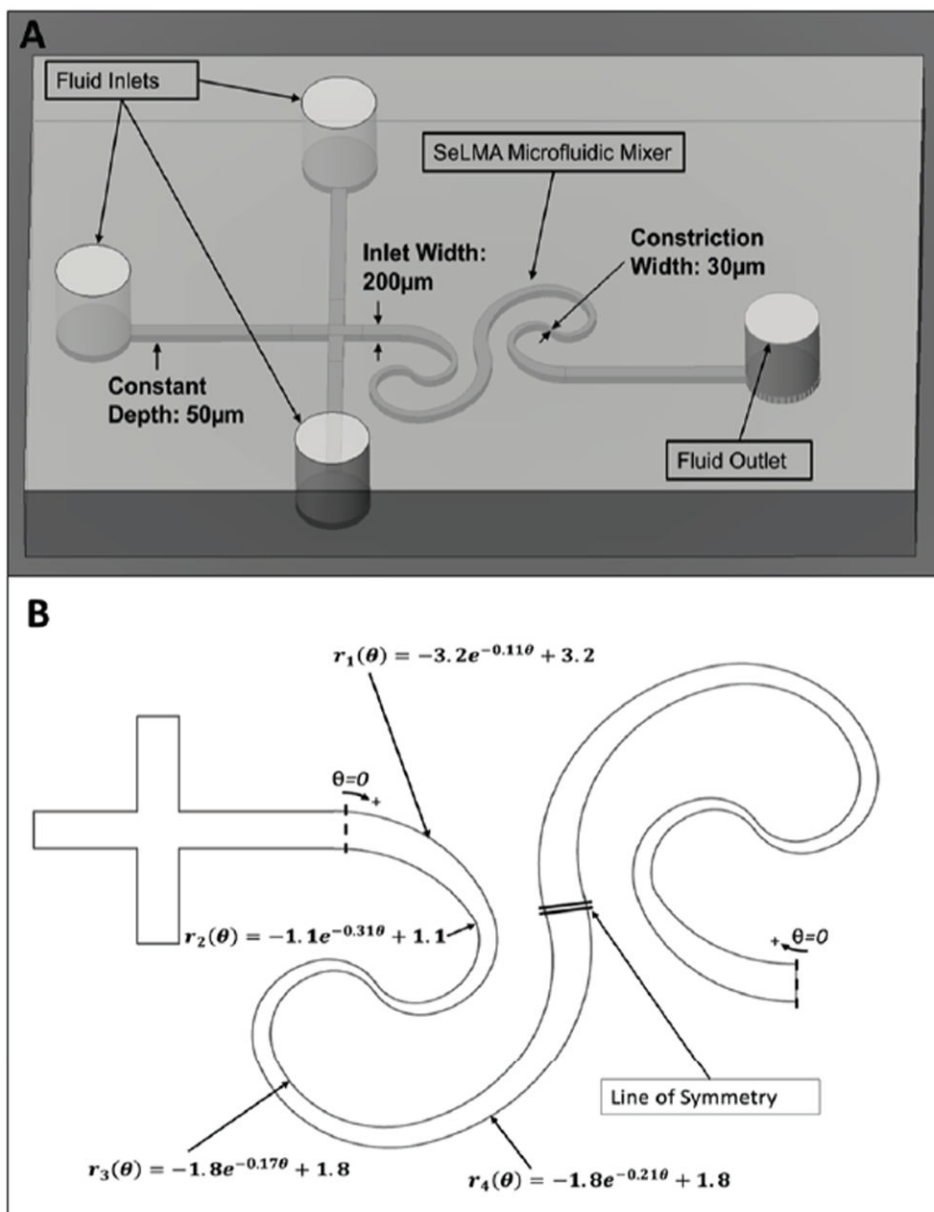 A
Fluid Inlets
SeLMA Microfluidic Mixer
Inlet Width:
200µm
Constriction
Width: 30µm
Constant
Depth: 50µm
Fluid Outlet
B
r₁(θ) = −3.2e^{−0.11θ} + 3.2
θ=0
+
r₂(θ) = −1.1e^{−0.31θ} + 1.1
+ θ=0
Line of Symmetry
r₃(θ) = −1.8e^{−0.17θ} + 1.8
r₄(θ) = −1.8e^{−0.21θ} + 1.8